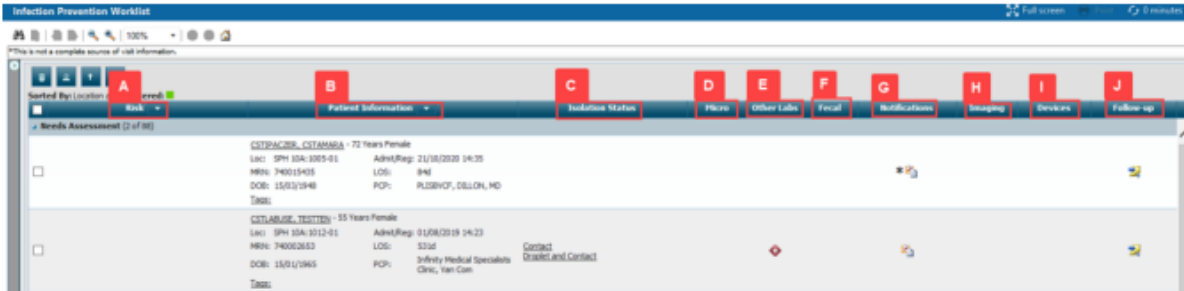 Infection Prevention Worklist
Full screen
0 minutes
100%
*This is not a complete source of visit information.
A B C D E F G H I J
Sorted By: Location
ered:
Risk Patient Information Isolation Status Micro Other Labs Fecal Notifications Imaging Devices Follow-up
Needs Assessment (2 of 88)
CSTIPACZER, CSTAMARA - 72 Years Female
Loc: SPH 10A:1005-01 Admit/Reg: 21/10/2020 14:35
MRN: 740015435 LOS: 84d
DOB: 15/03/1948 PCP: DILLON, MD
Tags:
CSTLABUSE, TESTTEN - 55 Years Female
Loc: SPH 10A:1012-01 Admit/Reg: 01/08/2019 14:23
MRN: 740002653 LOS: 531d
Contact
Droplet and Contact
DOB: 15/01/1965 PCP: Infinity Medical Specialists
Clinic, Van Com
Tags: